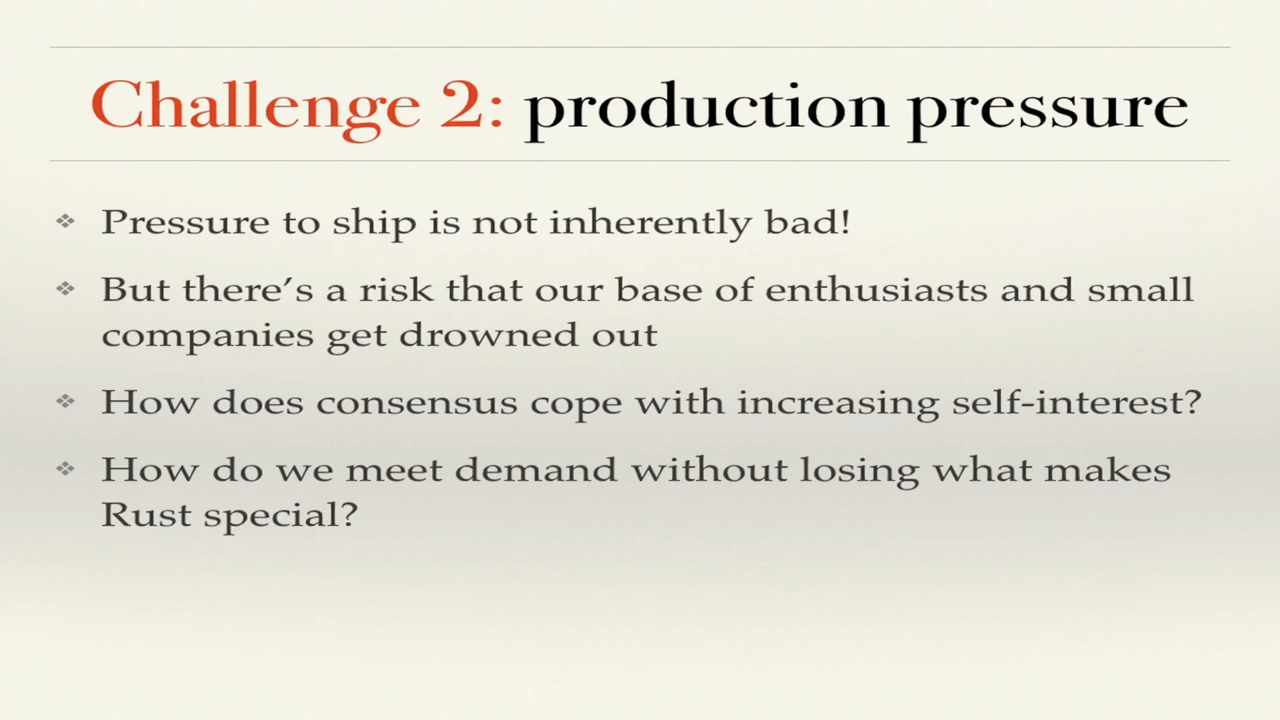 Challenge 2: production pressure
❖ Pressure to ship is not inherently bad!
❖ But there’s a risk that our base of enthusiasts and small
companies get drowned out
❖ How does consensus cope with increasing self-interest?
❖ How do we meet demand without losing what makes
Rust special?